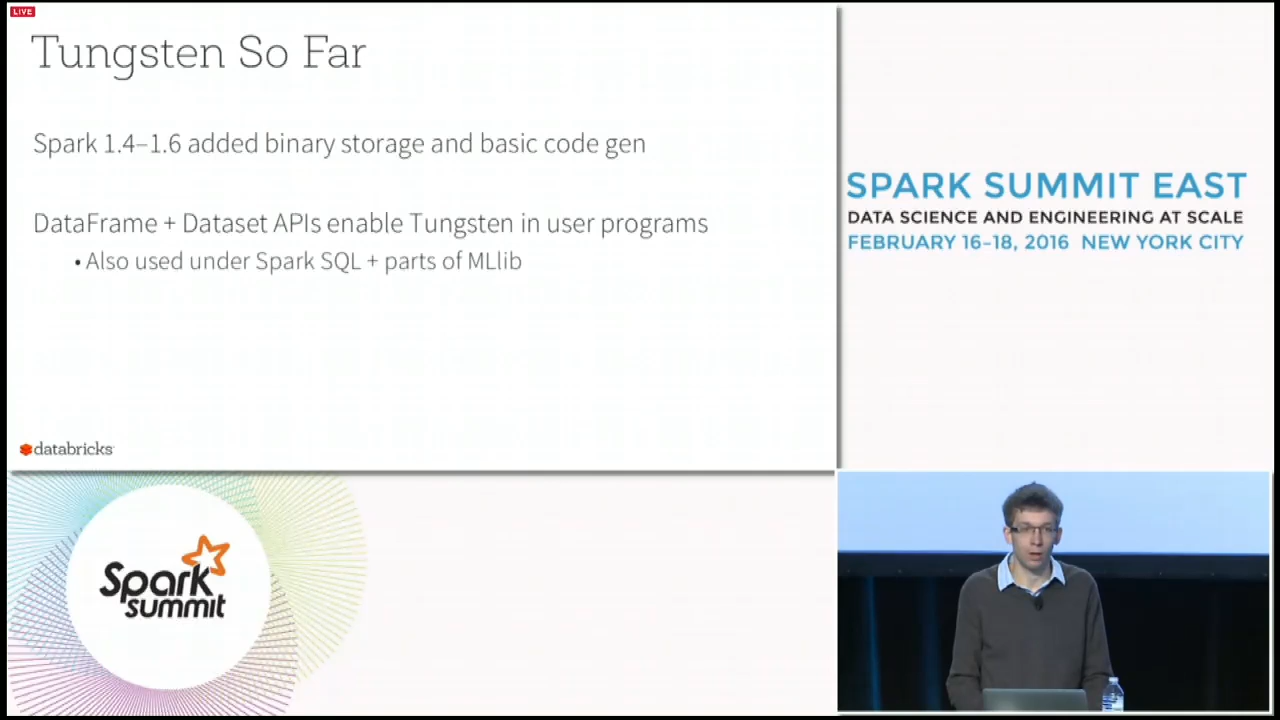 LIVE
Tungsten So Far
Spark 1.4–1.6 added binary storage and basic code gen
DataFrame + Dataset APIs enable Tungsten in user programs
• Also used under Spark SQL + parts of MLlib
databricks
SPARK SUMMIT EAST
DATA SCIENCE AND ENGINEERING AT SCALE
FEBRUARY 16–18, 2016 NEW YORK CITY
Spark
summit